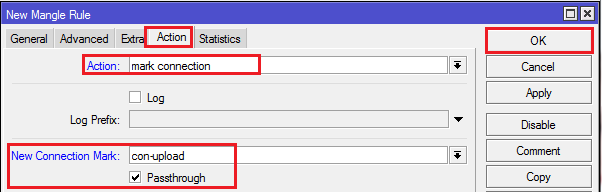 New Mangle Rule
General Advanced Extra Action Statistics
OK
Action: mark connection
Cancel
Log
Apply
Log Prefix:
Disable
New Connection Mark: con-upload
Comment
Passthrough
Copy